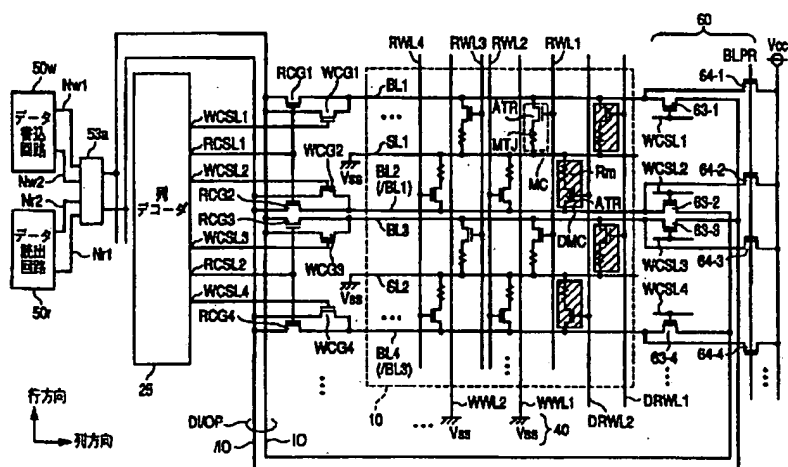 60
RWL4
RWL3
RWL2
RWL1
BLPR
Vcc
50w
Nw1
RCG1
WCG1
64-1
データ
書込
回路
53a
WCSL1
BL1
ATR
63-1
WCSL1
RCSL1
MTJ
Nw2
WCSL2
WCG2
SL1
Vss
MC
Rm
WCSL2
64-2
Nr2
列
デコーダ
RCG2
BL2
(/BL1)
ATR
63-2
データ
読出
回路
RCG3
BL3
DMC
63-3
Nr1
WCSL3
WCG3
WCSL3
64-3
50r
RCSL2
SL2
Vss
WCSL4
WCSL4
RCG4
WCG4
BL4
(/BL3)
63-4
64-4
25
行方向
列方向
DI/OP
/IO
IO
10
WWL2
WWL1
Vss
Vss
40
DRWL2
DRWL1